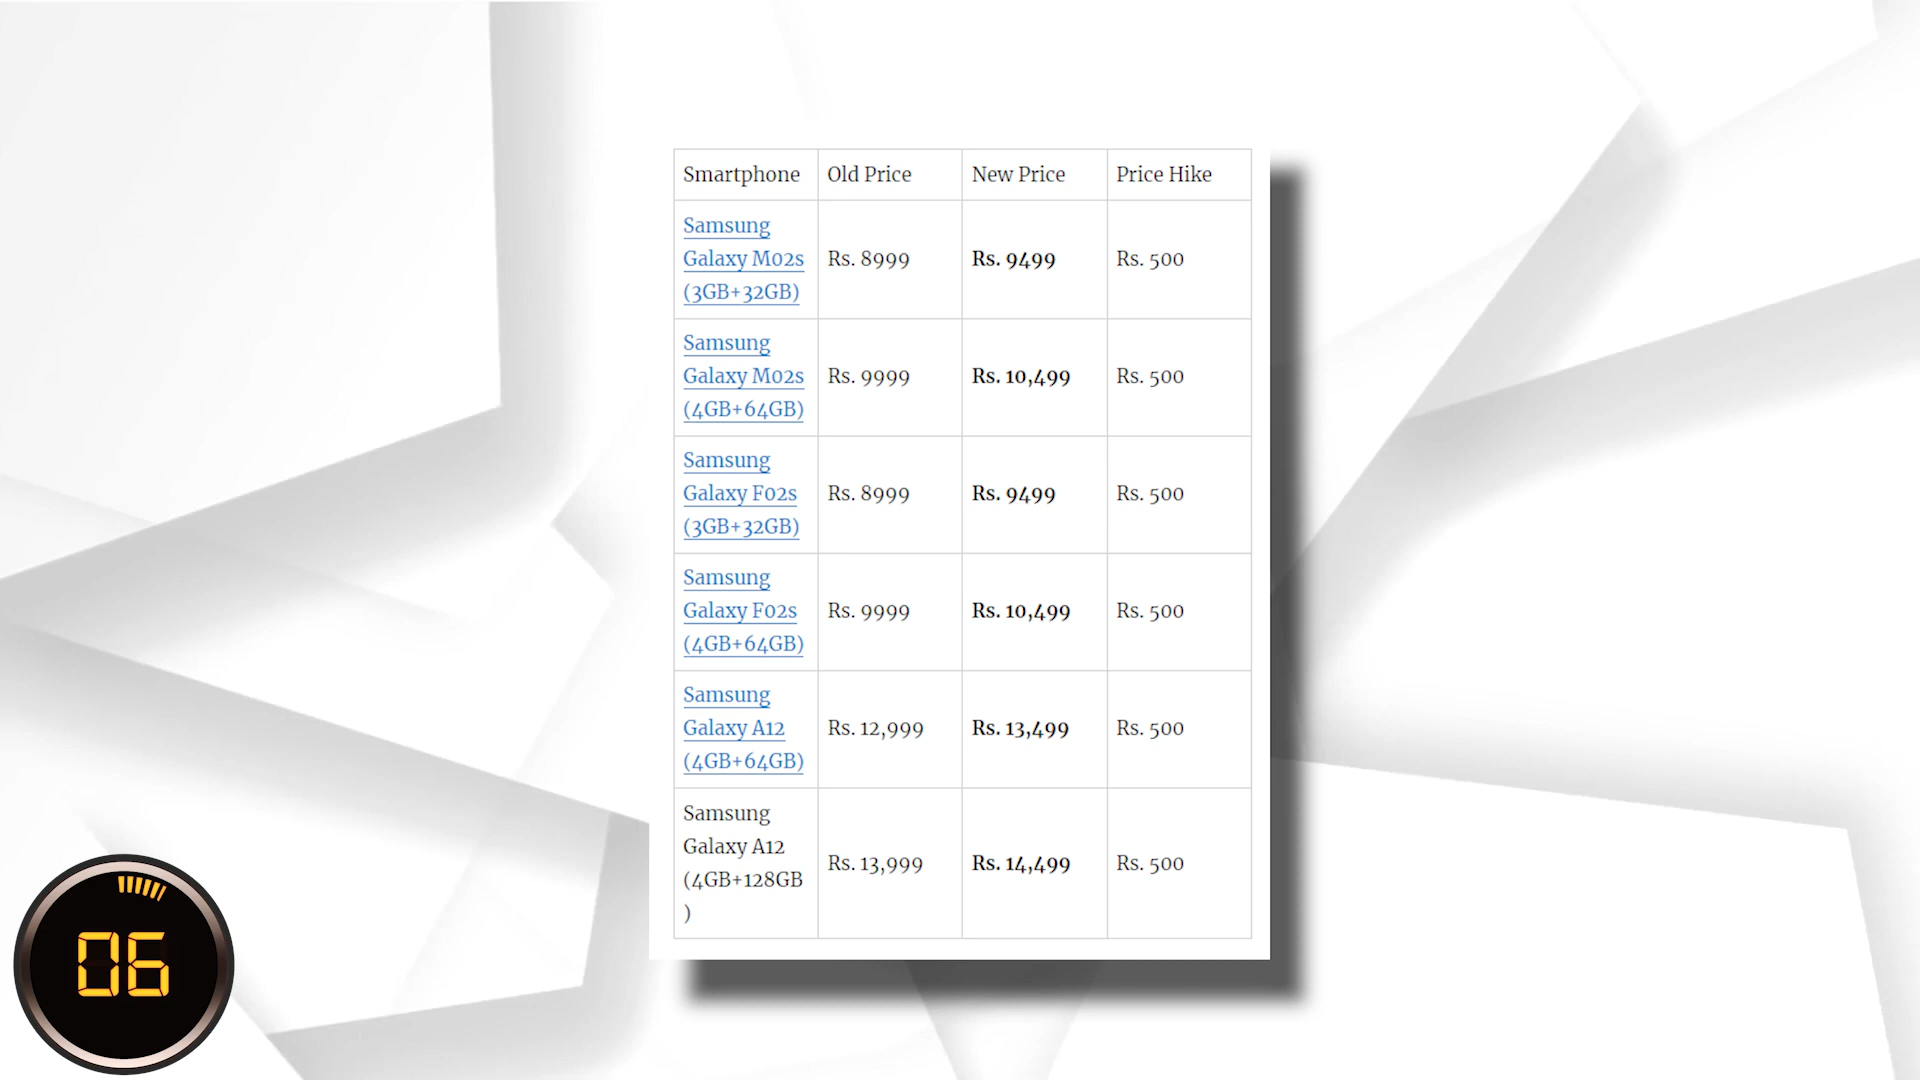 Smartphone Old Price New Price Price Hike
Samsung
Galaxy M02s
(3GB+32GB)
Rs. 8999
Rs. 9499
Rs. 500
Samsung
Galaxy M02s
(4GB+64GB)
Rs. 9999
Rs. 10,499
Rs. 500
Samsung
Galaxy F02s
(3GB+32GB)
Rs. 8999
Rs. 9499
Rs. 500
Samsung
Galaxy F02s
(4GB+64GB)
Rs. 9999
Rs. 10,499
Rs. 500
Samsung
Galaxy A12
(4GB+64GB)
Rs. 12,999
Rs. 13,499
Rs. 500
Samsung
Galaxy A12
(4GB+128GB
)
Rs. 13,999
Rs. 14,499
Rs. 500
06